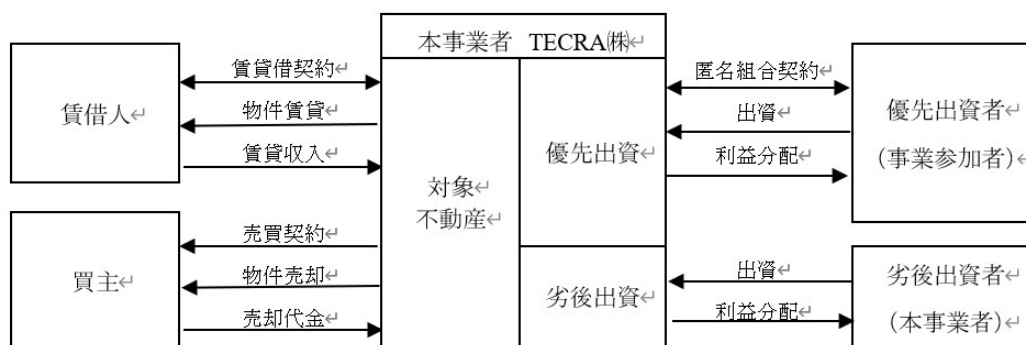 本事業者 TECRA㈱↵
賃借人↵
賃貸借契約↵
物件賃貸↵
賃貸収入↵
買主↵
売買契約↵
物件売却↵
売却代金↵
対象↵
不動産↵
優先出資↵
劣後出資↵
匿名組合契約↵
出資↵
利益分配↵
優先出資者↵
(事業参加者)↵
出資↵
利益分配↵
劣後出資者↵
(本事業者)↵